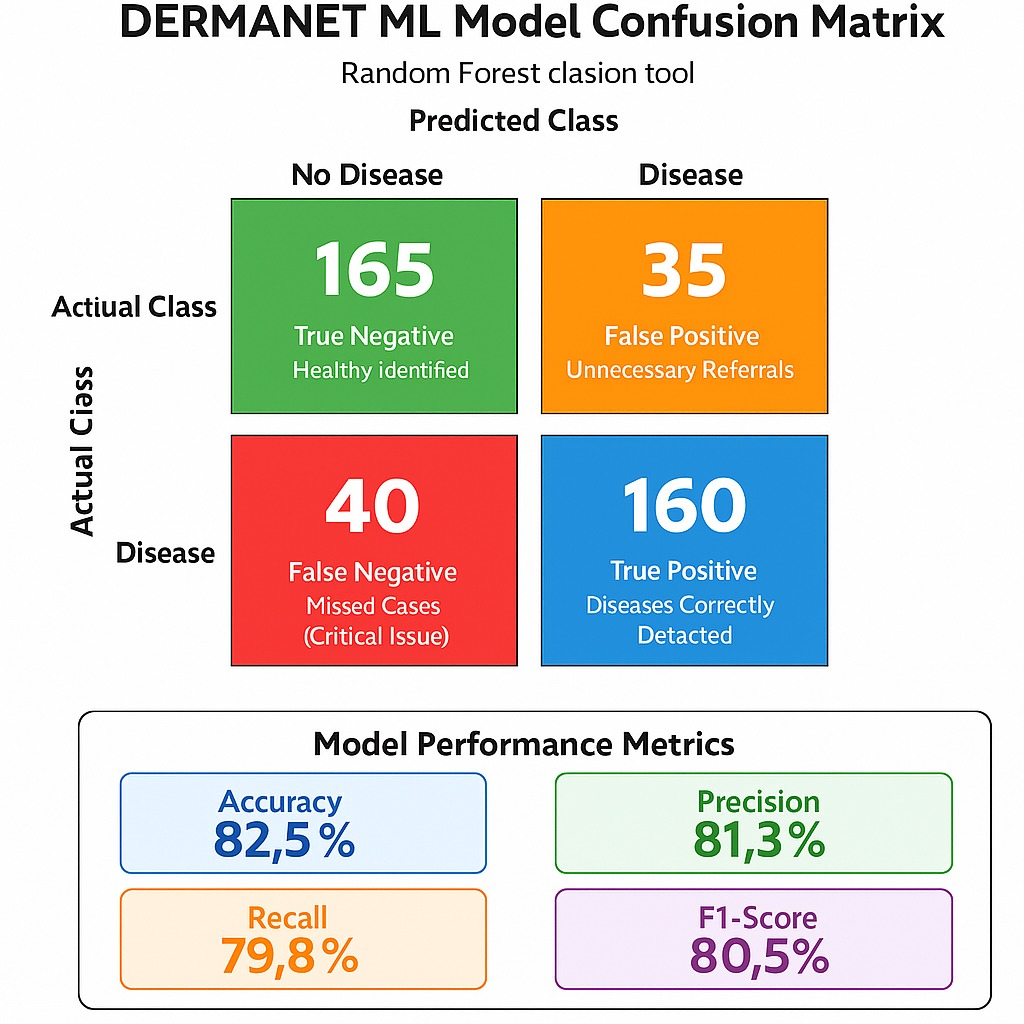 DERMANET ML Model Confusion Matrix
Random Forest clasion tool
Predicted Class
No Disease
Disease
165
True Negative
Healthy identified
35
False Positive
Unnecessary Referrals
Actiual Class
Actual Ciass
Disease
40
False Negative
Missed Cases
(Critical Issue)
160
True Positive
Diseases Correctly
Detacted
Model Performance Metrics
Accuracy
82,5 %
Precision
81,3 %
Recall
79,8 %
F1-Score
80,5%